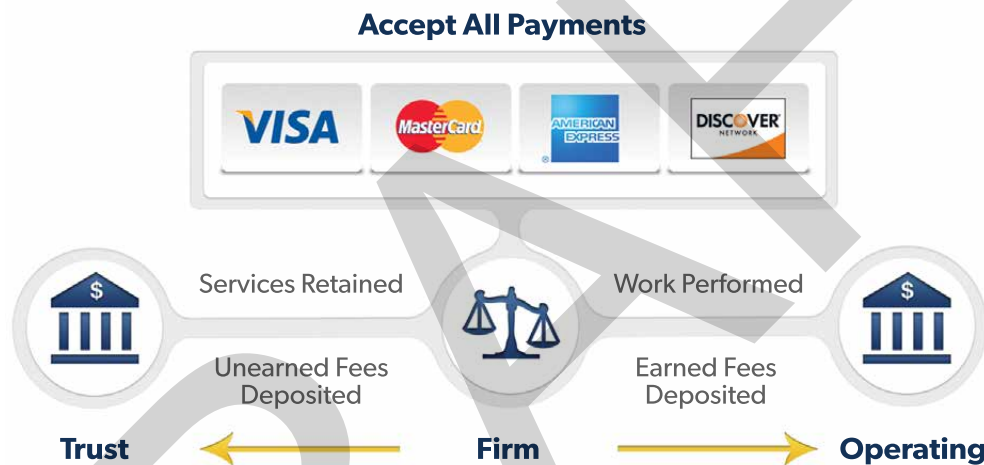 Accept All Payments
VISA
MasterCard
AMERICAN
EXPRESS
®
DISCOVER
NETWORK
$
Services Retained
Work Performed
$
Unearned Fees
Deposited
Earned Fees
Deposited
Trust
Firm
Operating